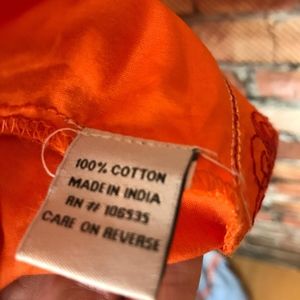 100% COTTON
MADE IN INDIA
RN # 106535
CARE ON REVERSE